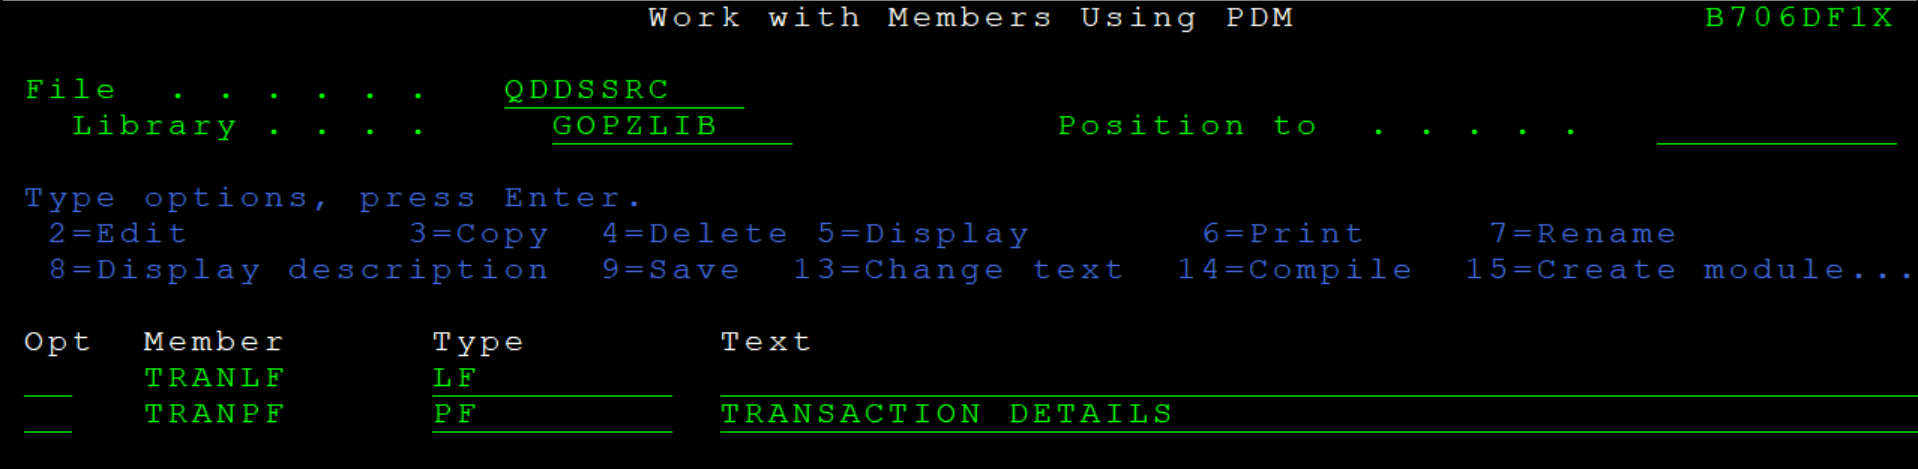 Work with Members Using PDM B706DF1X
File . . . . . . QDDSSRC
Library . . . . GOPZLIB Position to . . . . .
Type options, press Enter.
2=Edit 3=Copy 4=Delete 5=Display 6=Print 7=Rename
8=Display description 9=Save 13=Change text 14=Compile 15=Create module...
Opt Member Type Text
TRANLF LF
TRANPF PF TRANSACTION DETAILS